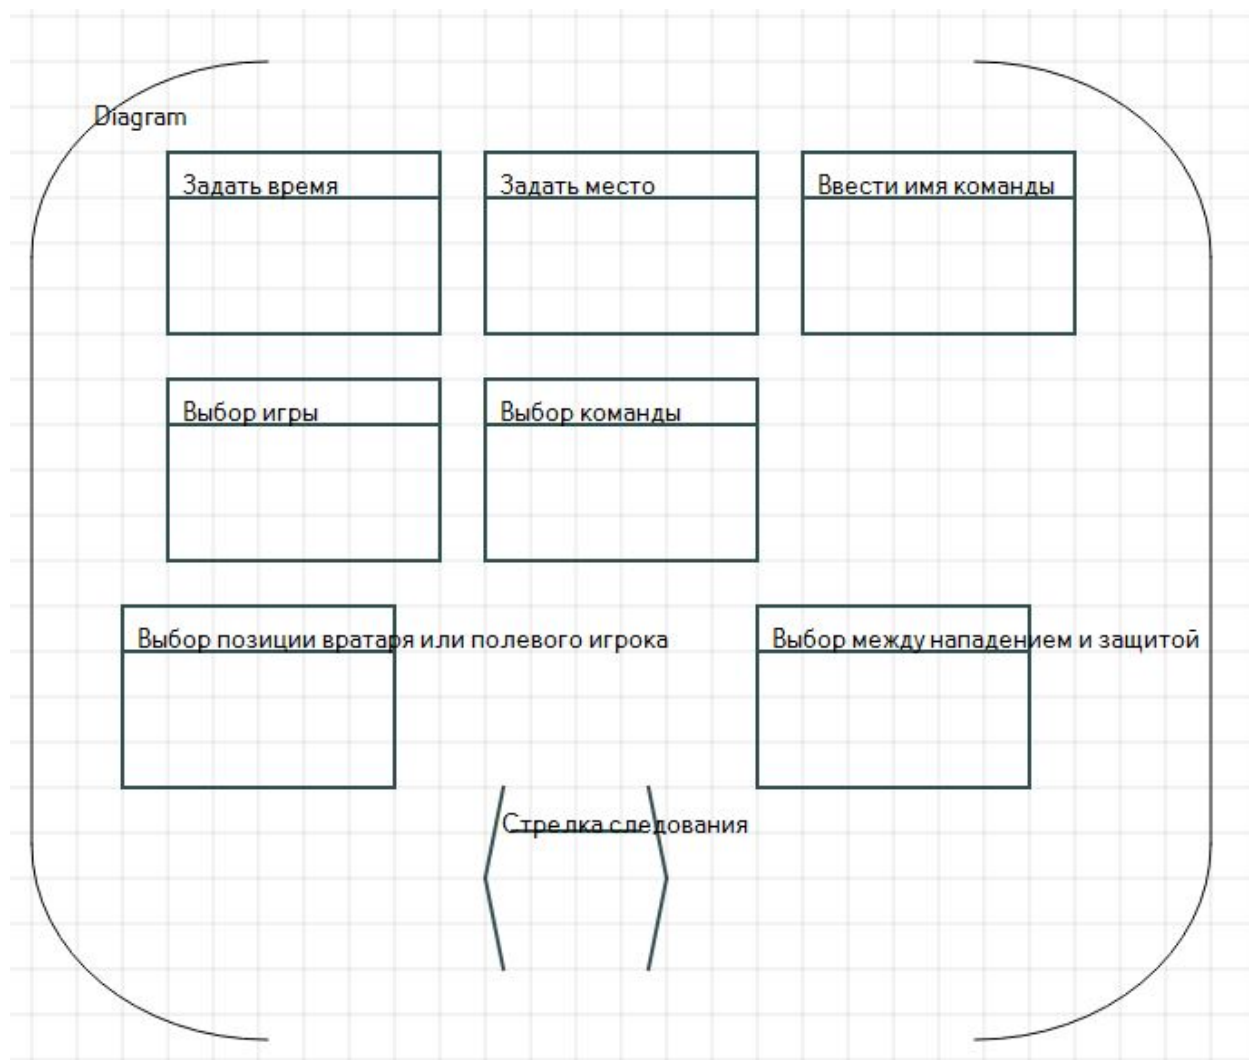 Diagram
Задать время
Задать место
Ввести имя команды
Выбор игры
Выбор команды
Выбор позиции вратаря или полевого игрока
Выбор между нападением и защитой
Стрелка следования